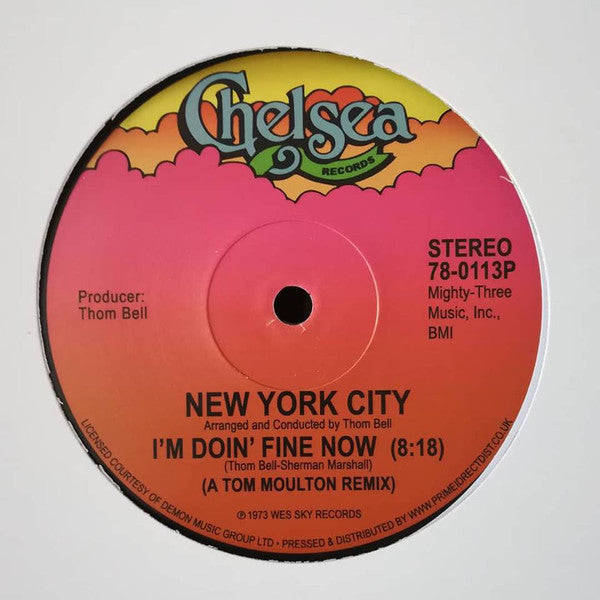 Chelsea
RECORDS
STEREO
78-0113P
Mighty-Three
Music, Inc.,
BMI
Producer:
Thom Bell
NEW YORK CITY
Arranged and Conducted by Thom Bell
I'M DOIN' FINE NOW (8:18)
(Thom Bell-Sherman Marshall)
(A TOM MOULTON REMIX)
℗ 1973 WES SKY RECORDS
LICENSED COURTESY OF DEMON MUSIC GROUP LTD • PRESSED & DISTRIBUTED BY WWW.PRIMEDIRECTDIST.CO.UK